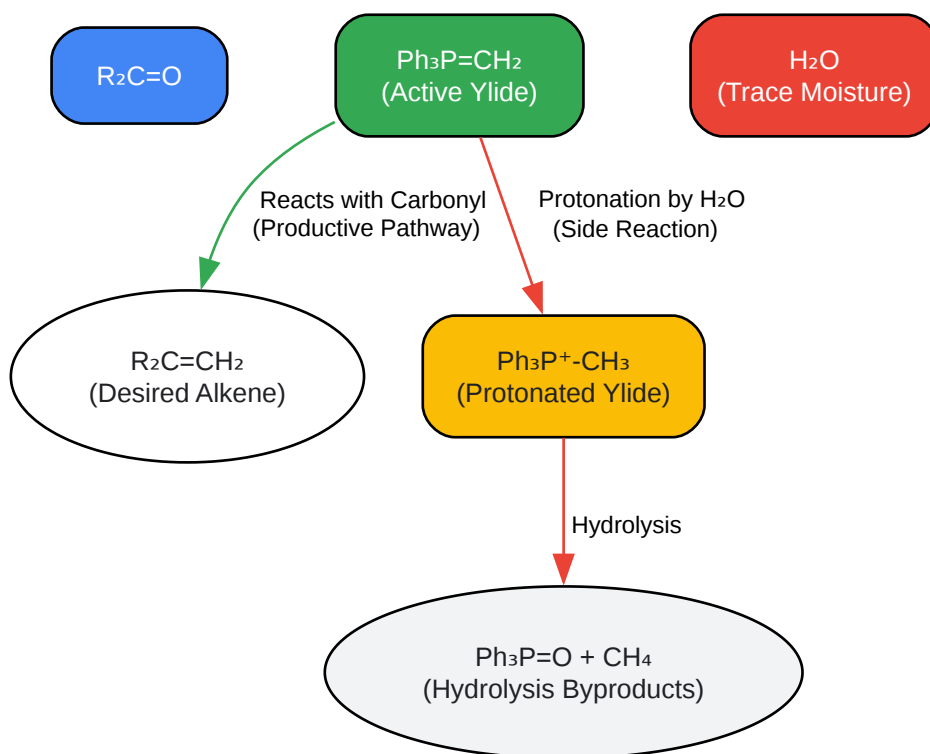 R₂C=O
Ph₃P=CH₂
(Active Ylide)
H₂O
(Trace Moisture)
Reacts with Carbonyl
(Productive Pathway)
Protonation by H₂O
(Side Reaction)
R₂C=CH₂
(Desired Alkene)
Ph₃P⁺-CH₃
(Protonated Ylide)
Hydrolysis
Ph₃P=O + CH₄
(Hydrolysis Byproducts)